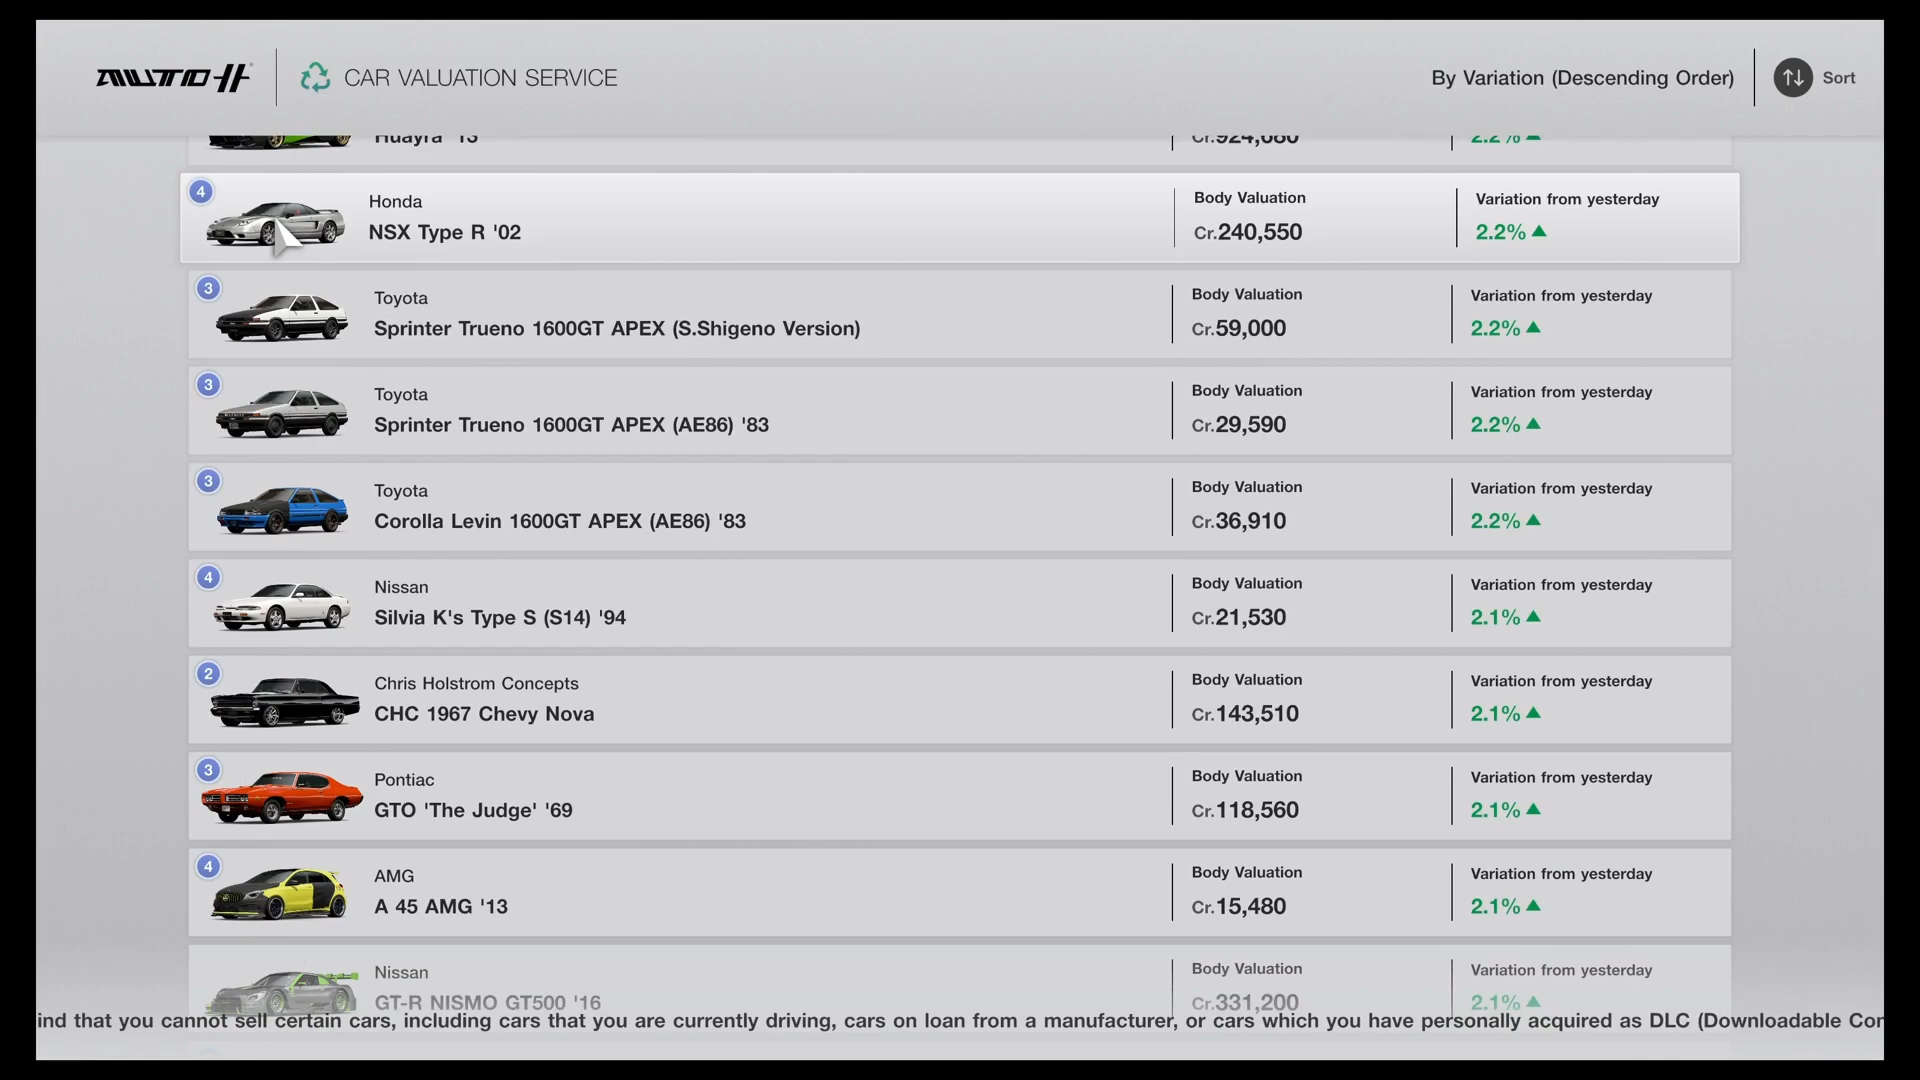 AUTO
CAR VALUATION SERVICE
By Variation (Descending Order)
Sort
Huayra '13
Cr.924,680
2.2%
4
Honda
NSX Type R '02
Body Valuation
Cr.240,550
Variation from yesterday
2.2%
3
Toyota
Sprinter Trueno 1600GT APEX (S.Shigeno Version)
Body Valuation
Cr.59,000
Variation from yesterday
2.2%
3
Toyota
Sprinter Trueno 1600GT APEX (AE86) '83
Body Valuation
Cr.29,590
Variation from yesterday
2.2%
3
Toyota
Corolla Levin 1600GT APEX (AE86) '83
Body Valuation
Cr.36,910
Variation from yesterday
2.2%
4
Nissan
Silvia K's Type S (S14) '94
Body Valuation
Cr.21,530
Variation from yesterday
2.1%
2
Chris Holstrom Concepts
CHC 1967 Chevy Nova
Body Valuation
Cr.143,510
Variation from yesterday
2.1%
3
Pontiac
GTO 'The Judge' '69
Body Valuation
Cr.118,560
Variation from yesterday
2.1%
4
AMG
A 45 AMG '13
Body Valuation
Cr.15,480
Variation from yesterday
2.1%
Nissan
GT-R NISMO GT500 '16
Body Valuation
Cr.331,200
Variation from yesterday
2.1%
ind that you cannot sell certain cars, including cars that you are currently driving, cars on loan from a manufacturer, or cars which you have personally acquired as DLC (Downloadable Con